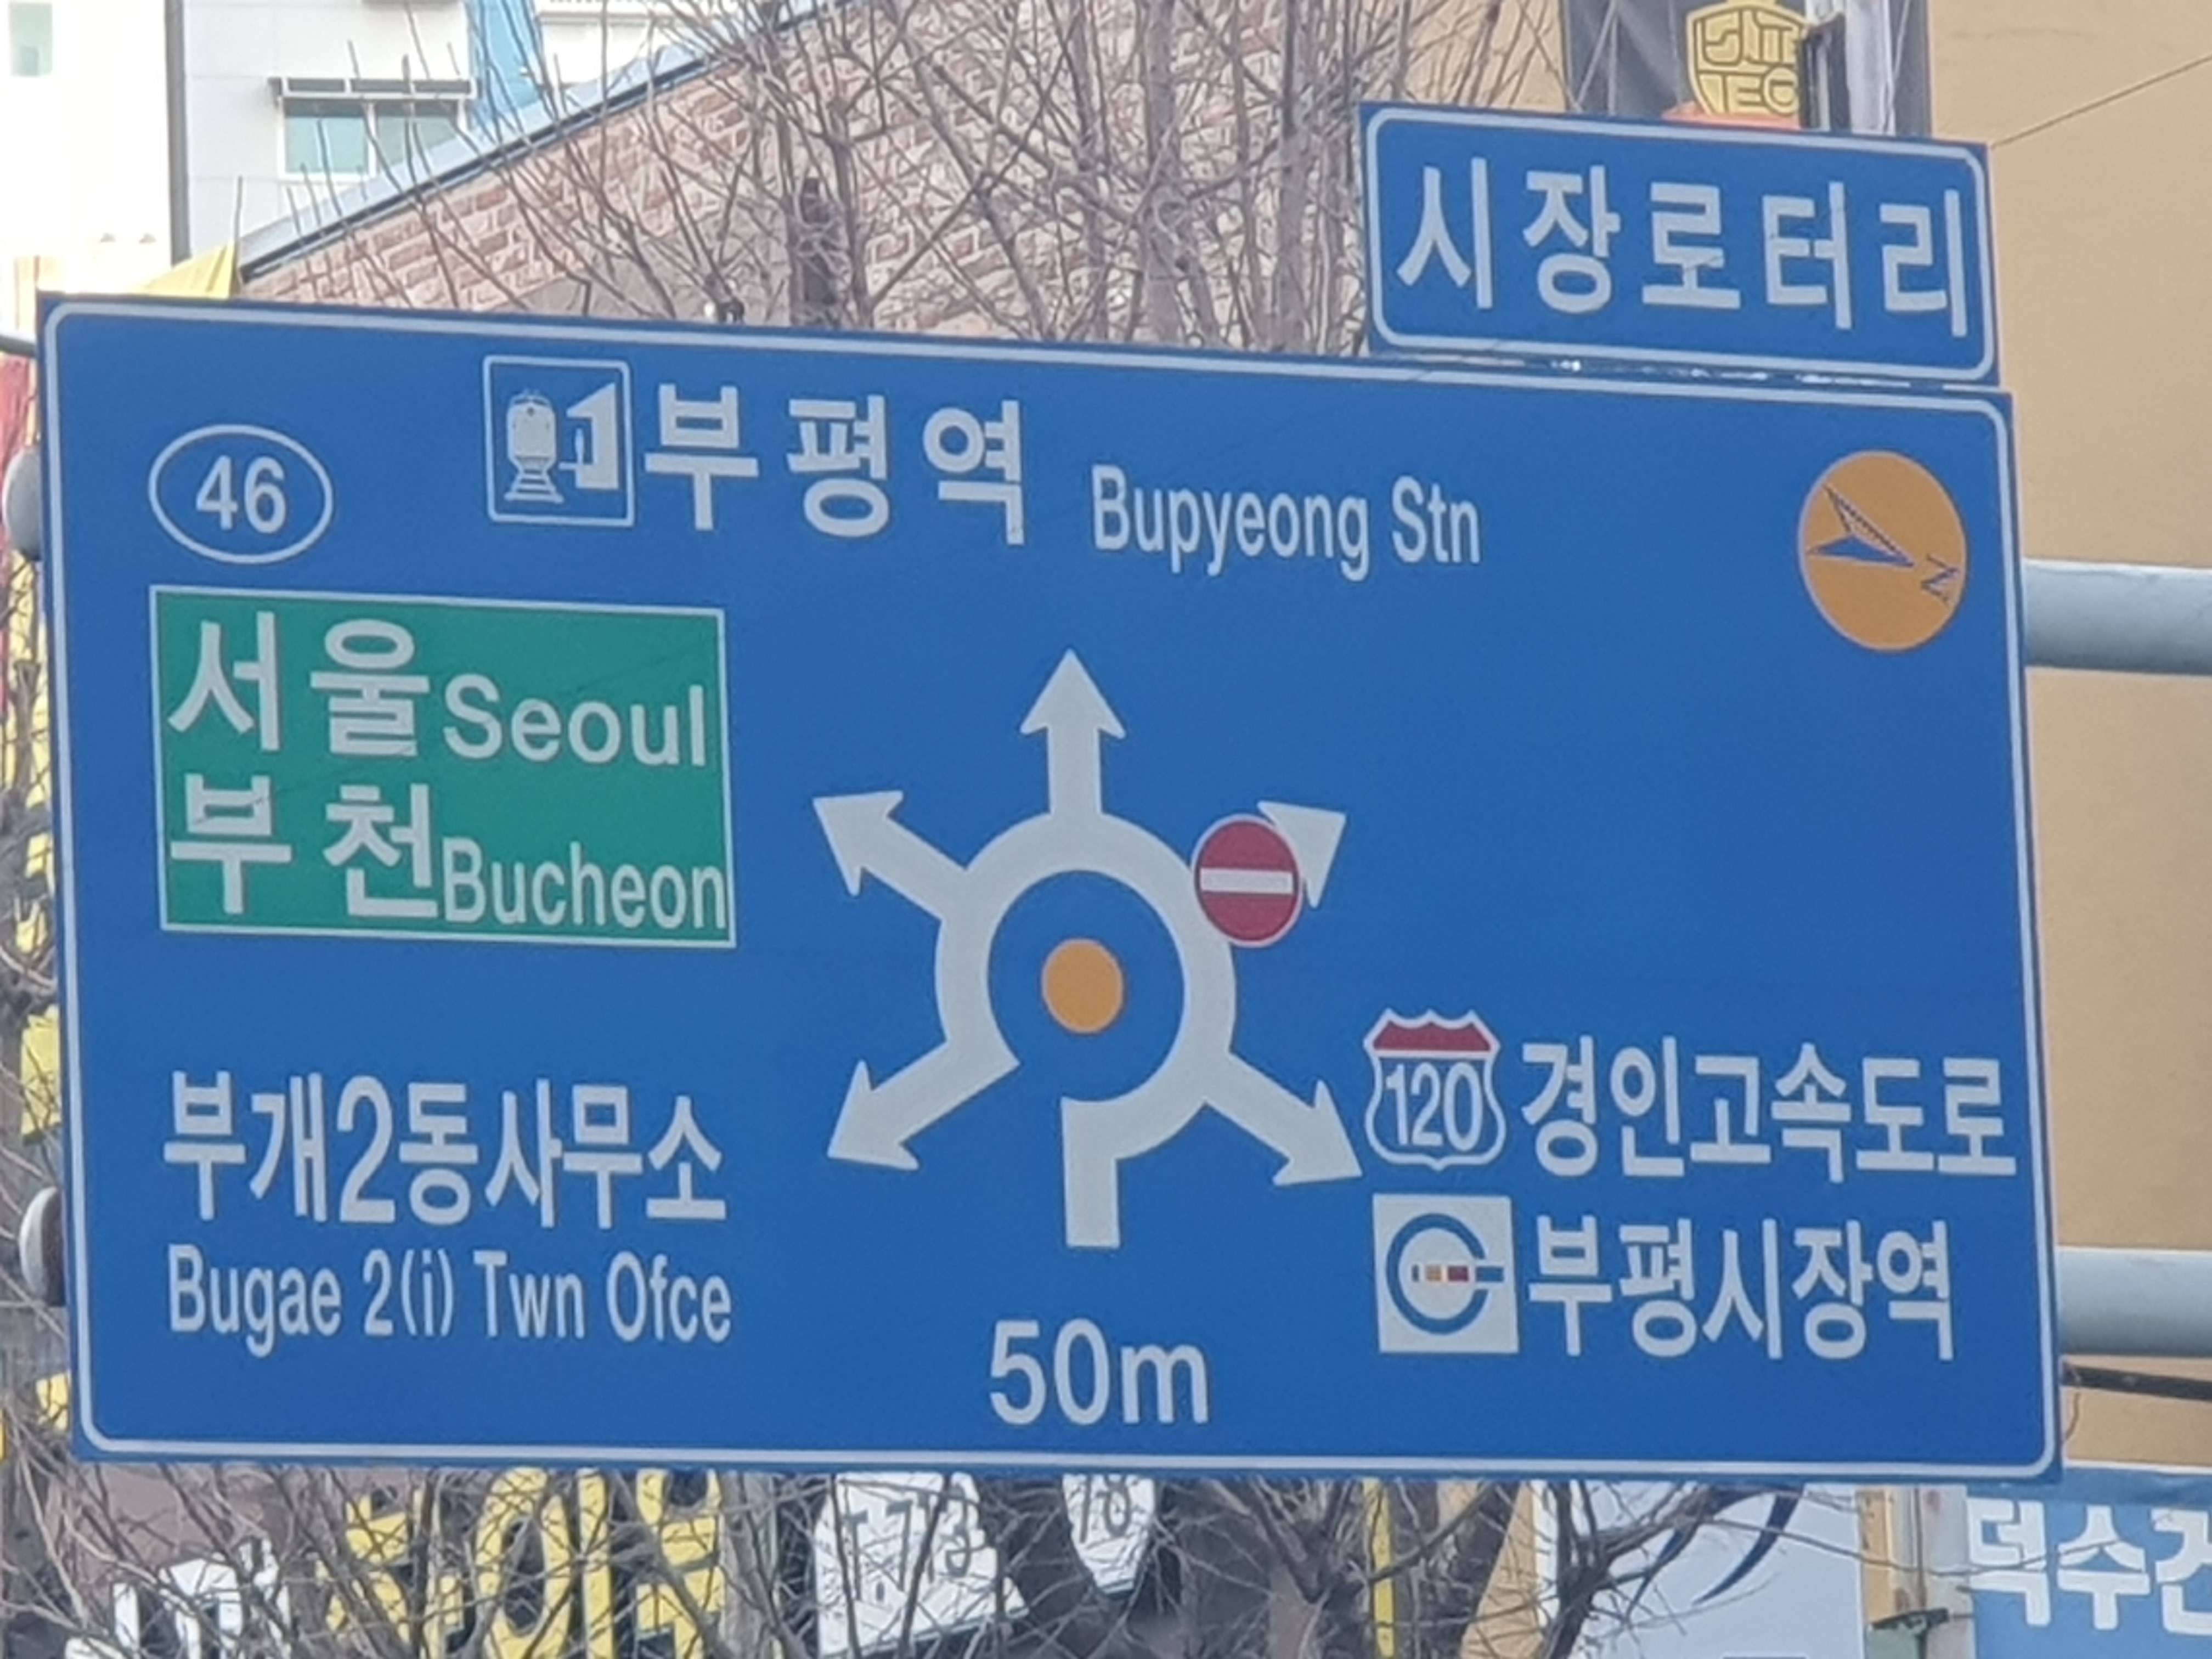 시장로터리
부평역 Bupyeong Stn
46
N
서울 Seoul
부천 Bucheon
120 경인고속도로
부개2동사무소
Bugae 2(i) Twn Ofce
부평시장역
50m
덕수